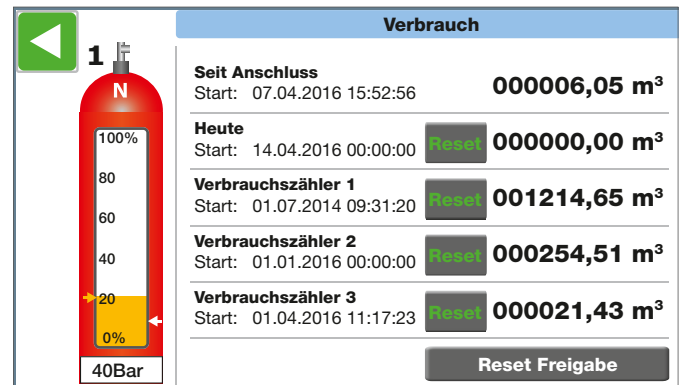 Verbrauch
1
N
100%
80
60
40
20
0%
40Bar
Seit Anschluss
Start: 07.04.2016 15:52:56
000006,05 m³
Heute
Start: 14.04.2016 00:00:00
Reset
000000,00 m³
Verbrauchszähler 1
Start: 01.07.2014 09:31:20
Reset
001214,65 m³
Verbrauchszähler 2
Start: 01.01.2016 00:00:00
Reset
000254,51 m³
Verbrauchszähler 3
Start: 01.04.2016 11:17:23
Reset
000021,43 m³
Reset Freigabe